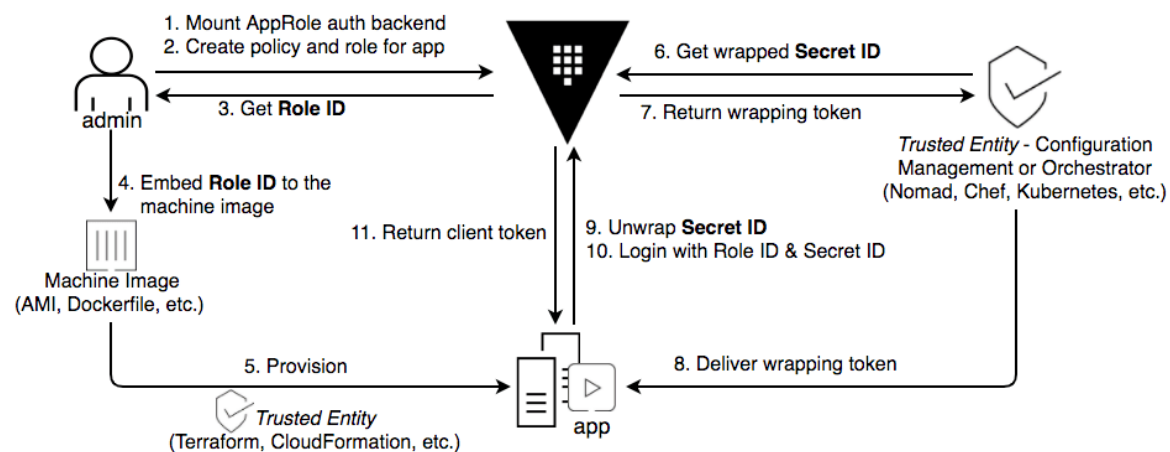 1. Mount AppRole auth backend
2. Create policy and role for app
3. Get Role ID
admin
4. Embed Role ID to the
machine image
Machine Image
(AMI, Dockerfile, etc.)
5. Provision
Trusted Entity
(Terraform, CloudFormation, etc.)
6. Get wrapped Secret ID
7. Return wrapping token
Trusted Entity - Configuration
Management or Orchestrator
(Nomad, Chef, Kubernetes, etc.)
8. Deliver wrapping token
9. Unwrap Secret ID
10. Login with Role ID & Secret ID
11. Return client token
app